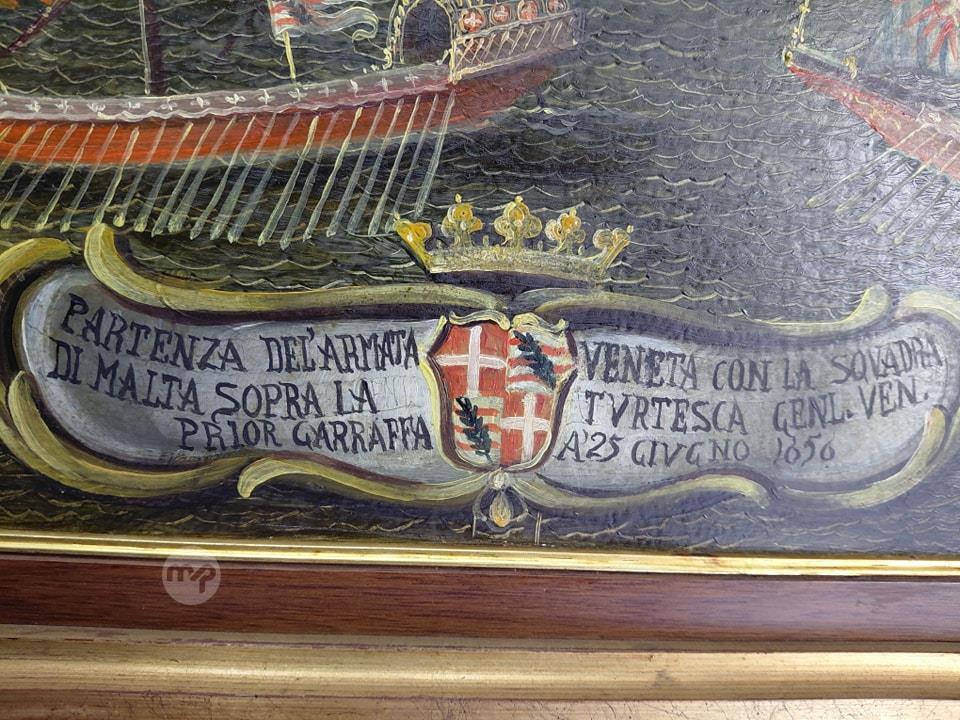 PARTENZA DEL'ARMATA
DI MALTA SOPRA LA
PRIOR GARRAFFA
VENETA CON LA SQVADRA
TVRTESCA GENL. VEN.
A'25 GIVGNO 1656
mvp